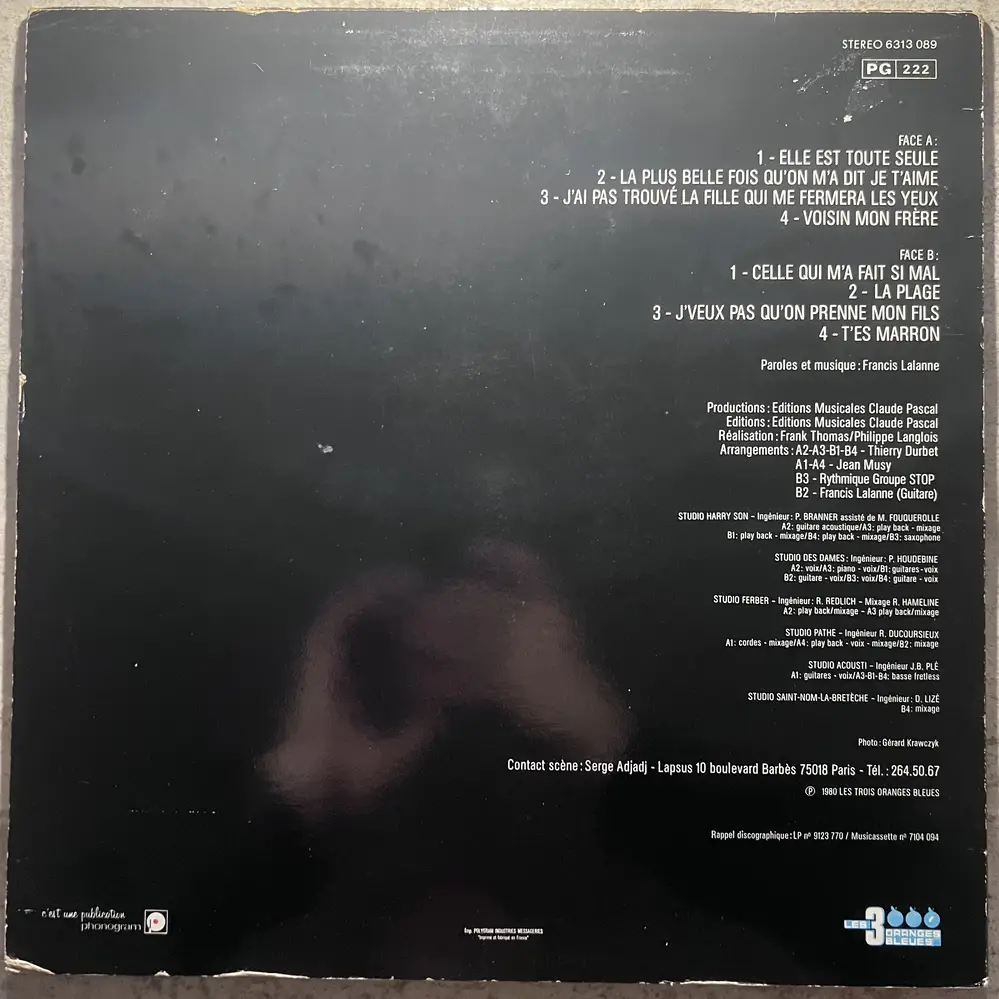 STEREO 6313 089
PG 222
FACE A :
1 - ELLE EST TOUTE SEULE
2 - LA PLUS BELLE FOIS QU'ON M'A DIT JE T'AIME
3 - J'AI PAS TROUVÉ LA FILLE QUI ME FERMERA LES YEUX
4 - VOISIN MON FRÈRE
FACE B :
1 - CELLE QUI M'A FAIT SI MAL
2 - LA PLAGE
3 - J'VEUX PAS QU'ON PRENNE MON FILS
4 - T'ES MARRON
Paroles et musique : Francis Lalanne
Productions : Editions Musicales Claude Pascal
Editions : Editions Musicales Claude Pascal
Réalisation : Frank Thomas/Philippe Langlois
Arrangements : A2-A3-B1-B4 - Thierry Durbet
A1-A4 - Jean Musy
B3 - Rythmique Groupe STOP
B2 - Francis Lalanne (Guitare)
STUDIO HARRY SON - Ingénieur : P. BRANNER assisté de M. FOUQUEROLLE
A2: guitare acoustique/A3: play back - mixage
B1: play back - mixage/B4: play back - mixage/B3: saxophone
STUDIO DES DAMES : Ingénieur : P. HOUDEBINE
A2: voix/A3: piano - voix/B1: guitares - voix
B2: guitare - voix/B3: voix/B4: guitare - voix
STUDIO FERBER - Ingénieur : R. REDLICH - Mixage R. HAMELINE
A2: play back/mixage - A3 play back/mixage
STUDIO PATHE - Ingénieur R. DUCOURSIEUX
A1: cordes - mixage/A4: play back - voix - mixage/B2: mixage
STUDIO ACOUSTI - Ingénieur J.B. PLÉ
A1: guitares - voix/A3-B1-B4: basse fretless
STUDIO SAINT-NOM-LA-BRETÈCHE - Ingénieur : D. LIZÉ
B4: mixage
Photo : Gérard Krawczyk
Contact scène : Serge Adjadj - Lapsus 10 boulevard Barbès 75018 Paris - Tél. : 264.50.67
℗ 1980 LES TROIS ORANGES BLEUES
Rappel discographique : LP nº 9123 770 / Musicassette nº 7104 094
c'est une publication
phonogram
Imp. POLYGRAM INDUSTRIES MESSAGERIES
"Imprimé et fabriqué en France"
LES 3 ORANGES BLEUES